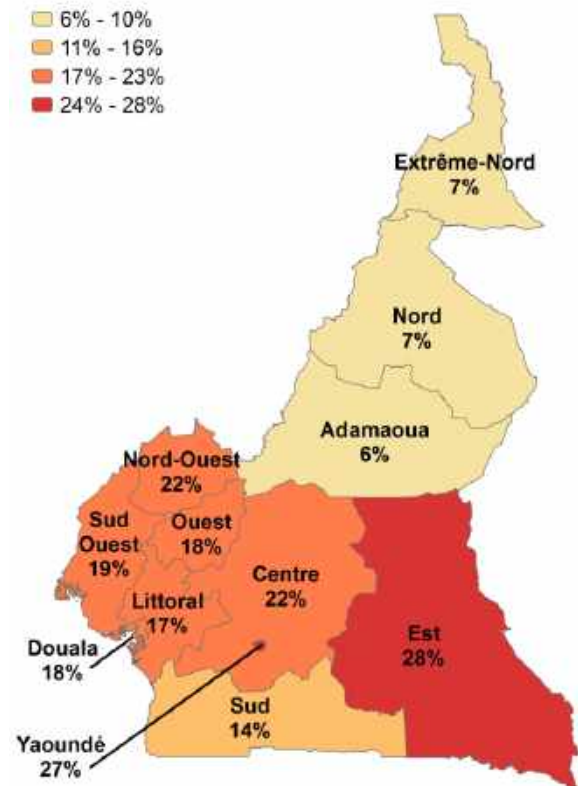 6% - 10%
11% - 16%
17% - 23%
24% - 28%
Extrême-Nord
7%
Nord
7%
Adamaoua
6%
Nord-Ouest
22%
Sud
Ouest
19%
Ouest
18%
Centre
22%
Littoral
17%
Est
28%
Douala
18%
Sud
14%
Yaoundé
27%